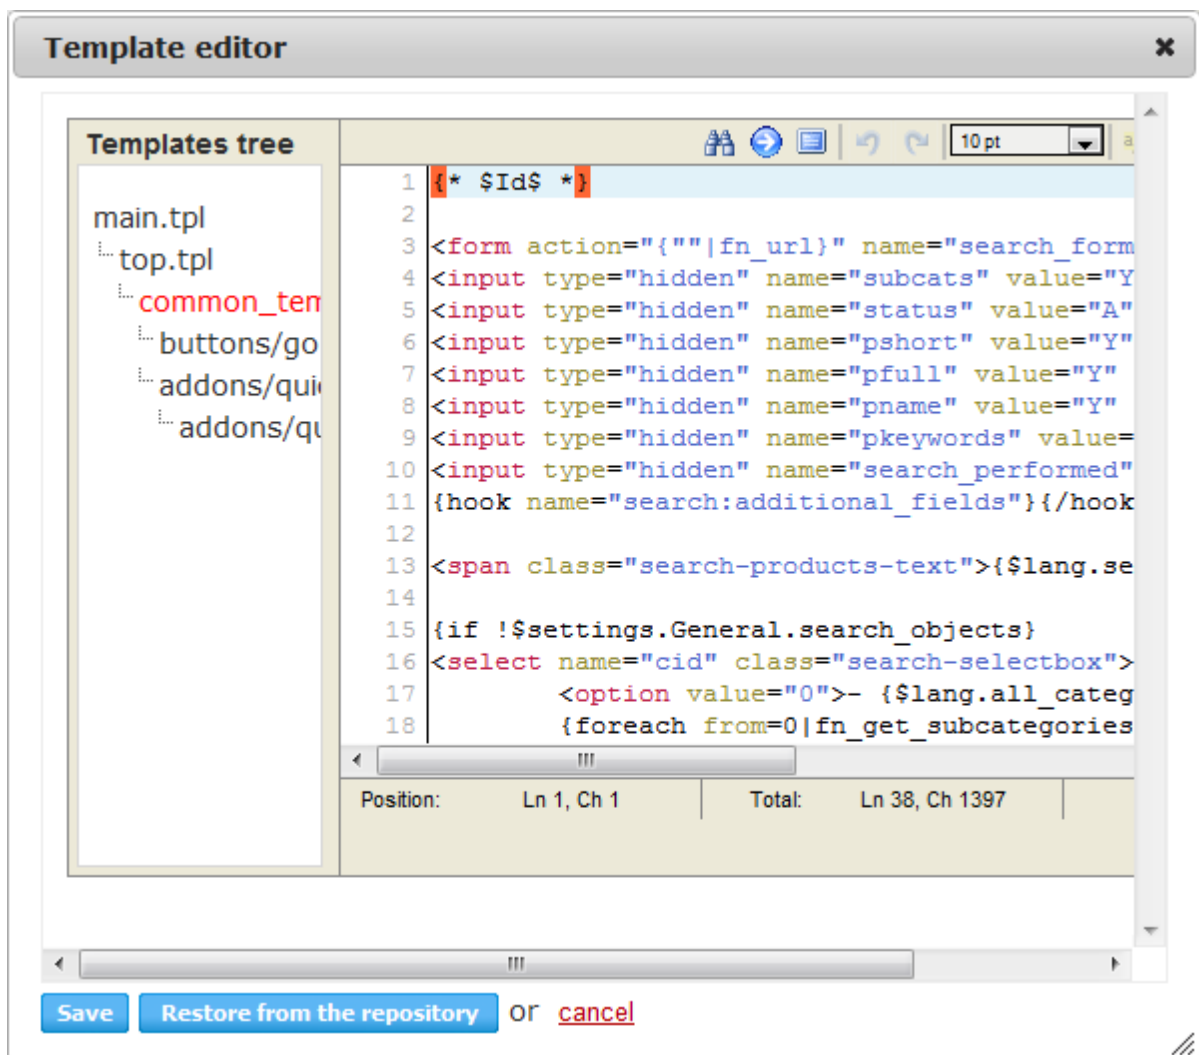 Template editor
Templates tree
10 pt
main.tpl
top.tpl
common_tem
buttons/go
addons/quic
addons/qu
1 {* $Id$ *}
2
3 <form action="{""|fn_url}" name="search_form
4 <input type="hidden" name="subcats" value="Y
5 <input type="hidden" name="status" value="A"
6 <input type="hidden" name="pshort" value="Y"
7 <input type="hidden" name="pfull" value="Y"
8 <input type="hidden" name="pname" value="Y"
9 <input type="hidden" name="pkeywords" value=
10 <input type="hidden" name="search_performed"
11 {hook name="search:additional_fields"}{/hook
12
13 <span class="search-products-text">{$lang.se
14
15 {if !$settings.General.search_objects}
16 <select name="cid" class="search-selectbox">
17 <option value="0">- {$lang.all_categ
18 {foreach from=0|fn_get_subcategories
Position: Ln 1, Ch 1 Total: Ln 38, Ch 1397
Save Restore from the repository or cancel